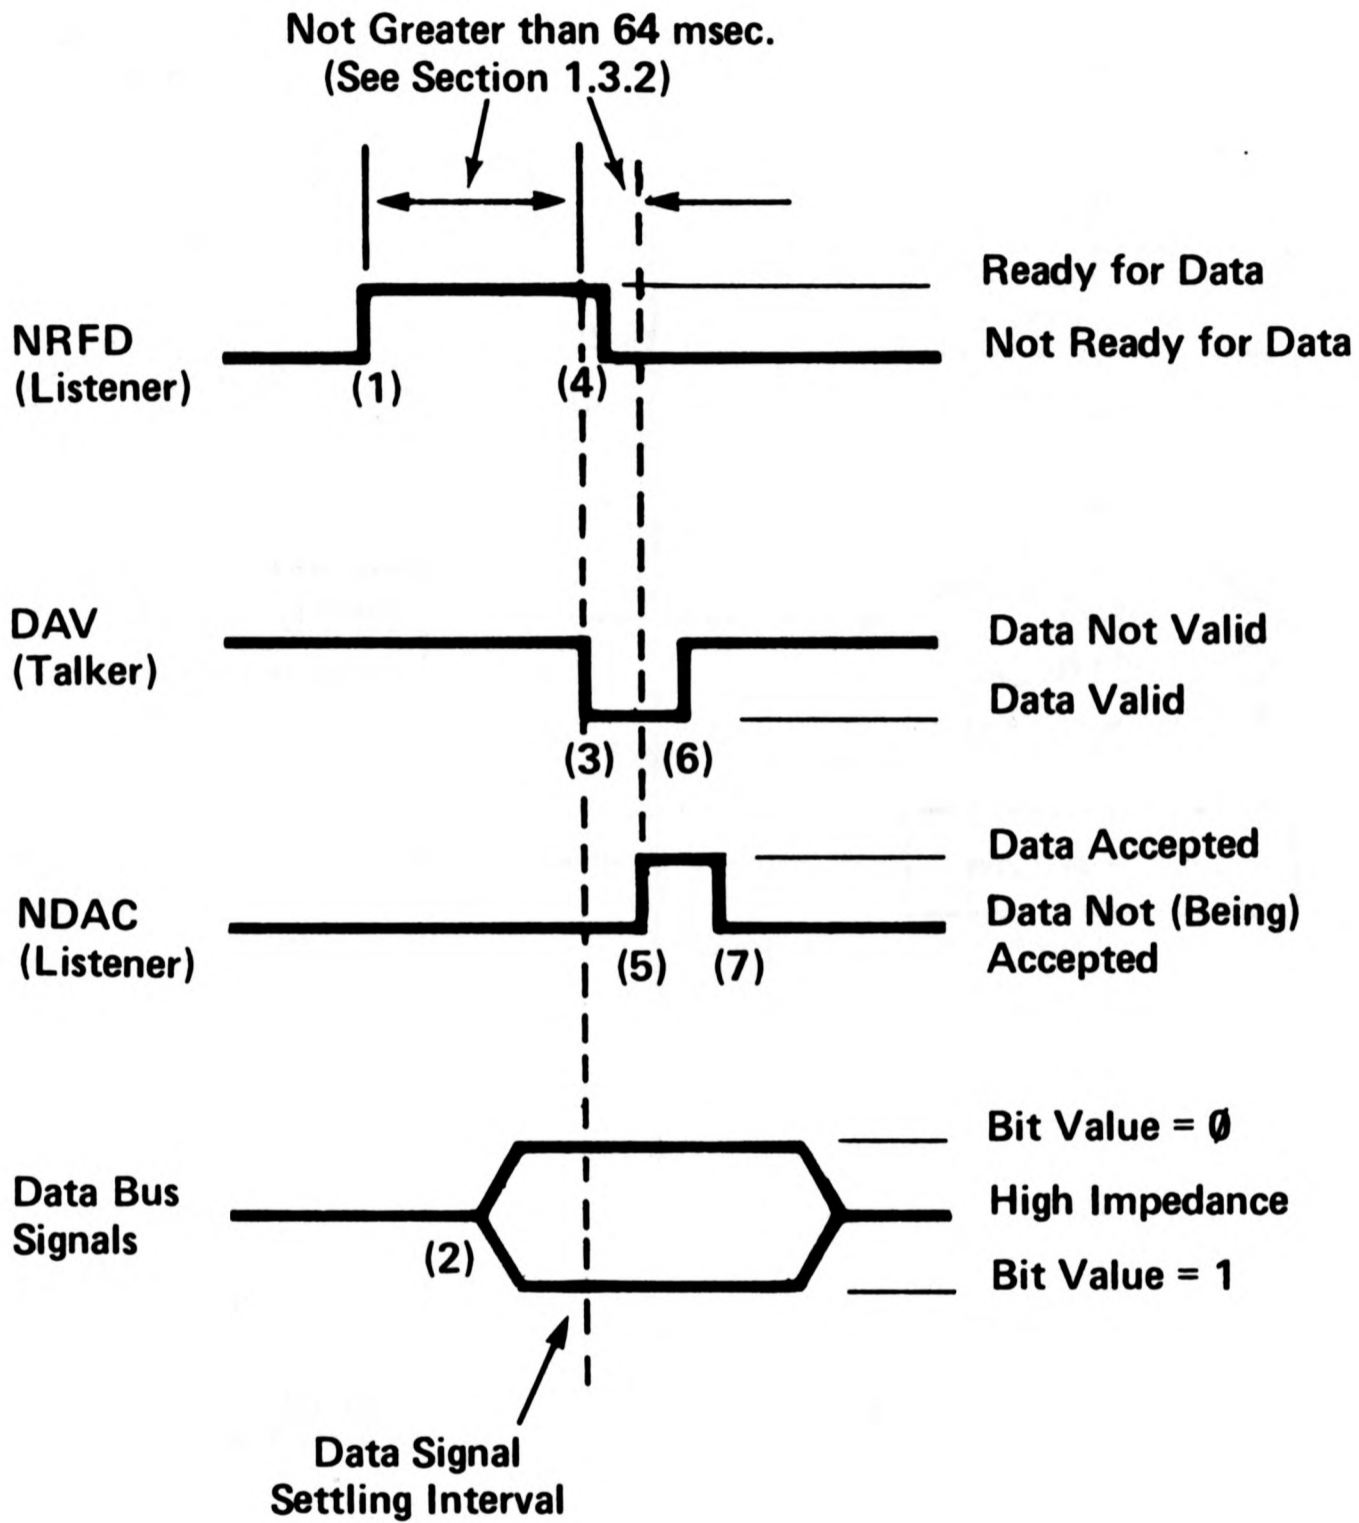 Not Greater than 64 msec.
(See Section 1.3.2)
Ready for Data
NRFD
(Listener)
Not Ready for Data
(1)
(4)
DAV
(Talker)
Data Not Valid
Data Valid
(3)
(6)
Data Accepted
NDAC
(Listener)
Data Not (Being)
Accepted
(5)
(7)
Bit Value = Ø
Data Bus
Signals
High Impedance
(2)
Bit Value = 1
Data Signal
Settling Interval